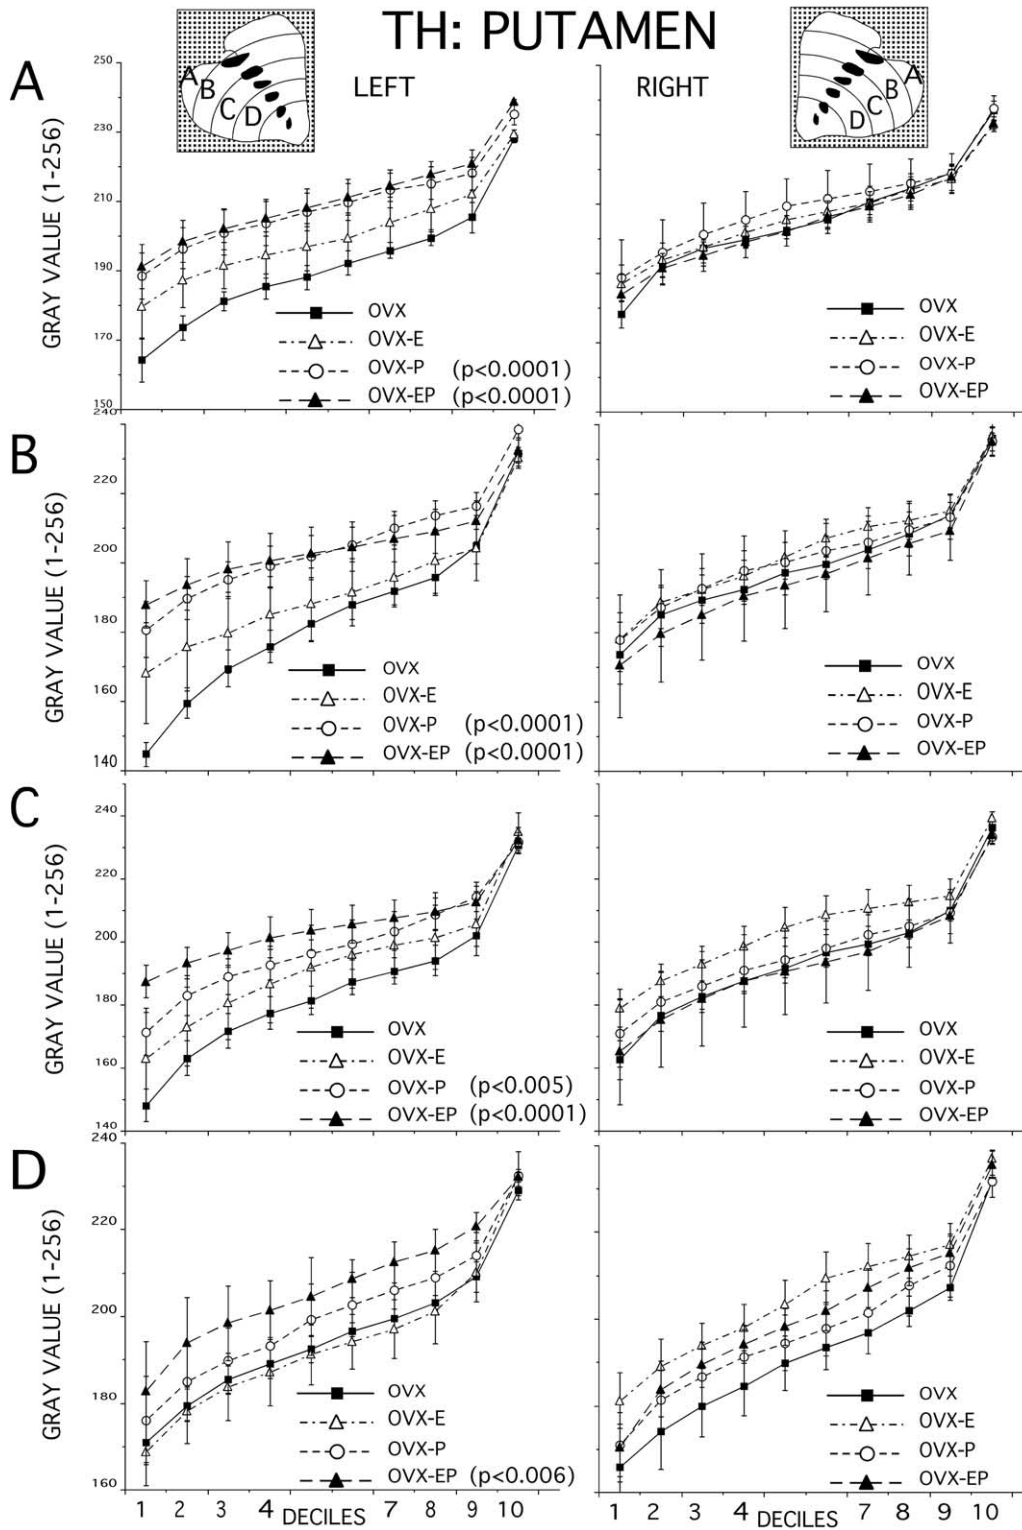 TH: PUTAMEN
A
B
C
D
LEFT
RIGHT
A
B
C
D
A
GRAY VALUE (1-256)
250
230
210
190
170
150
OVX
OVX-E
OVX-P (p<0.0001)
OVX-EP (p<0.0001)
OVX
OVX-E
OVX-P
OVX-EP
B
GRAY VALUE (1-256)
240
220
200
180
160
140
OVX
OVX-E
OVX-P (p<0.0001)
OVX-EP (p<0.0001)
OVX
OVX-E
OVX-P
OVX-EP
C
GRAY VALUE (1-256)
240
220
200
180
160
140
OVX
OVX-E
OVX-P (p<0.005)
OVX-EP (p<0.0001)
OVX
OVX-E
OVX-P
OVX-EP
D
GRAY VALUE (1-256)
240
220
200
180
160
OVX
OVX-E
OVX-P
OVX-EP (p<0.006)
OVX
OVX-E
OVX-P
OVX-EP
1 2 3 4 DECILES 7 8 9 10
1 2 3 4 DECILES 7 8 9 10